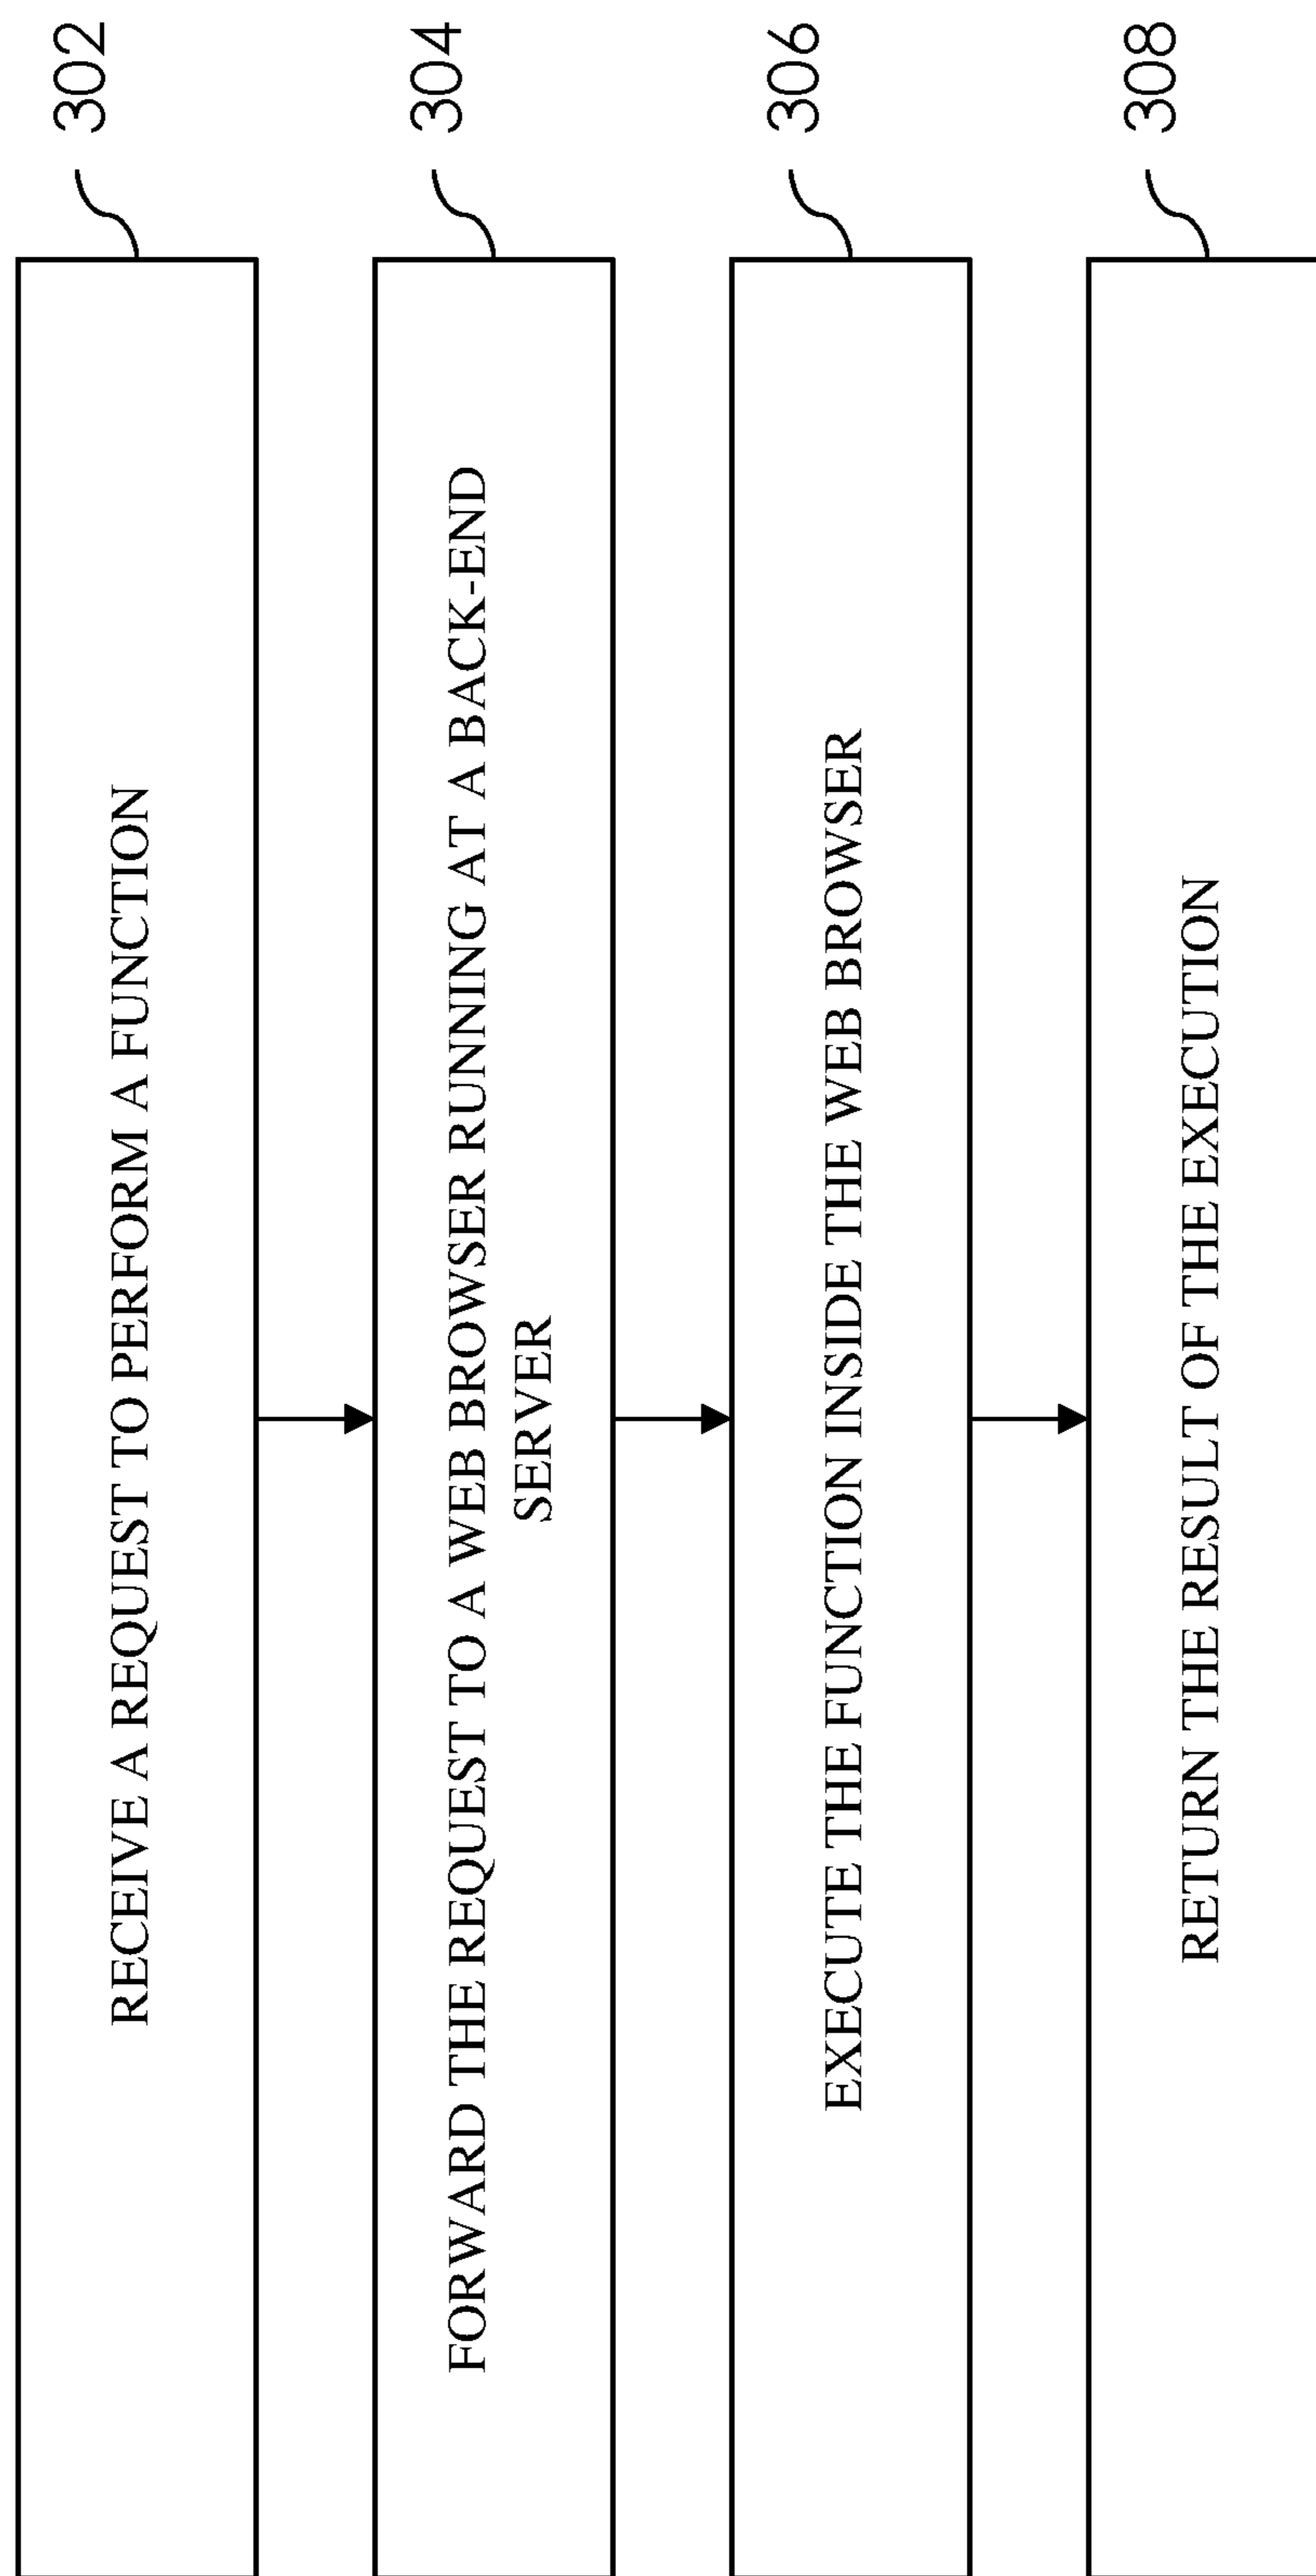 302
RECEIVE A REQUEST TO PERFORM A FUNCTION
304
FORWARD THE REQUEST TO A WEB BROWSER RUNNING AT A BACK-END
SERVER
306
EXECUTE THE FUNCTION INSIDE THE WEB BROWSER
308
RETURN THE RESULT OF THE EXECUTION